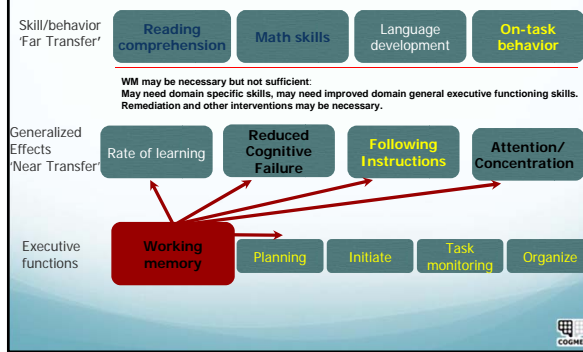 Skill/behavior
'Far Transfer'
Reading
comprehension
Math skills
Language
development
On-task
behavior
WM may be necessary but not sufficient:
May need domain specific skills, may need improved domain general executive functioning skills.
Remediation and other interventions may be necessary.
Generalized
Effects
'Near Transfer'
Rate of learning
Reduced
Cognitive
Failure
Following
Instructions
Attention/
Concentration
Executive
functions
Working
memory
Planning
Initiate
Task
monitoring
Organize